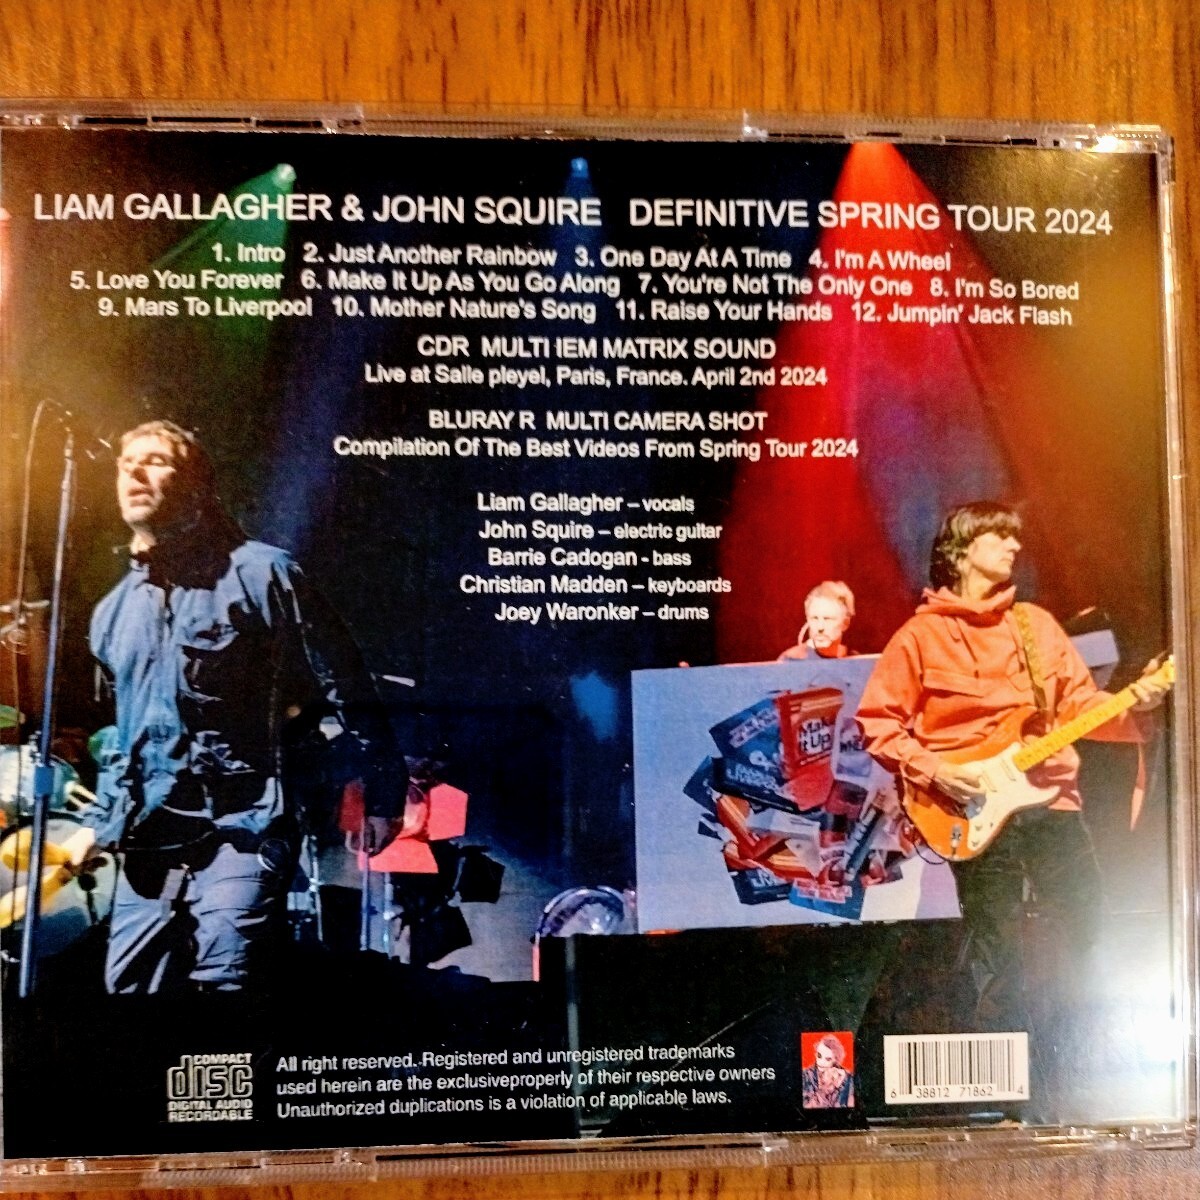 LIAM GALLAGHER & JOHN SQUIRE DEFINITIVE SPRING TOUR 2024
1. Intro 2. Just Another Rainbow 3. One Day At A Time 4. I'm A Wheel
5. Love You Forever 6. Make It Up As You Go Along 7. You're Not The Only One 8. I'm So Bored
9. Mars To Liverpool 10. Mother Nature's Song 11. Raise Your Hands 12. Jumpin' Jack Flash
CDR MULTI IEM MATRIX SOUND
Live at Salle pleyel, Paris, France. April 2nd 2024
BLURAY R MULTI CAMERA SHOT
Compilation Of The Best Videos From Spring Tour 2024
Liam Gallagher – vocals
John Squire – electric guitar
Barrie Cadogan - bass
Christian Madden – keyboards
Joey Waronker – drums
Make
it Up
COMPACT
disc
DIGITAL AUDIO
RECORDABLE
All right reserved. Registered and unregistered trademarks
used herein are the exclusiveproperly of their respective owners
Unauthorized duplications is a violation of applicable laws.
6 38812 71862 4